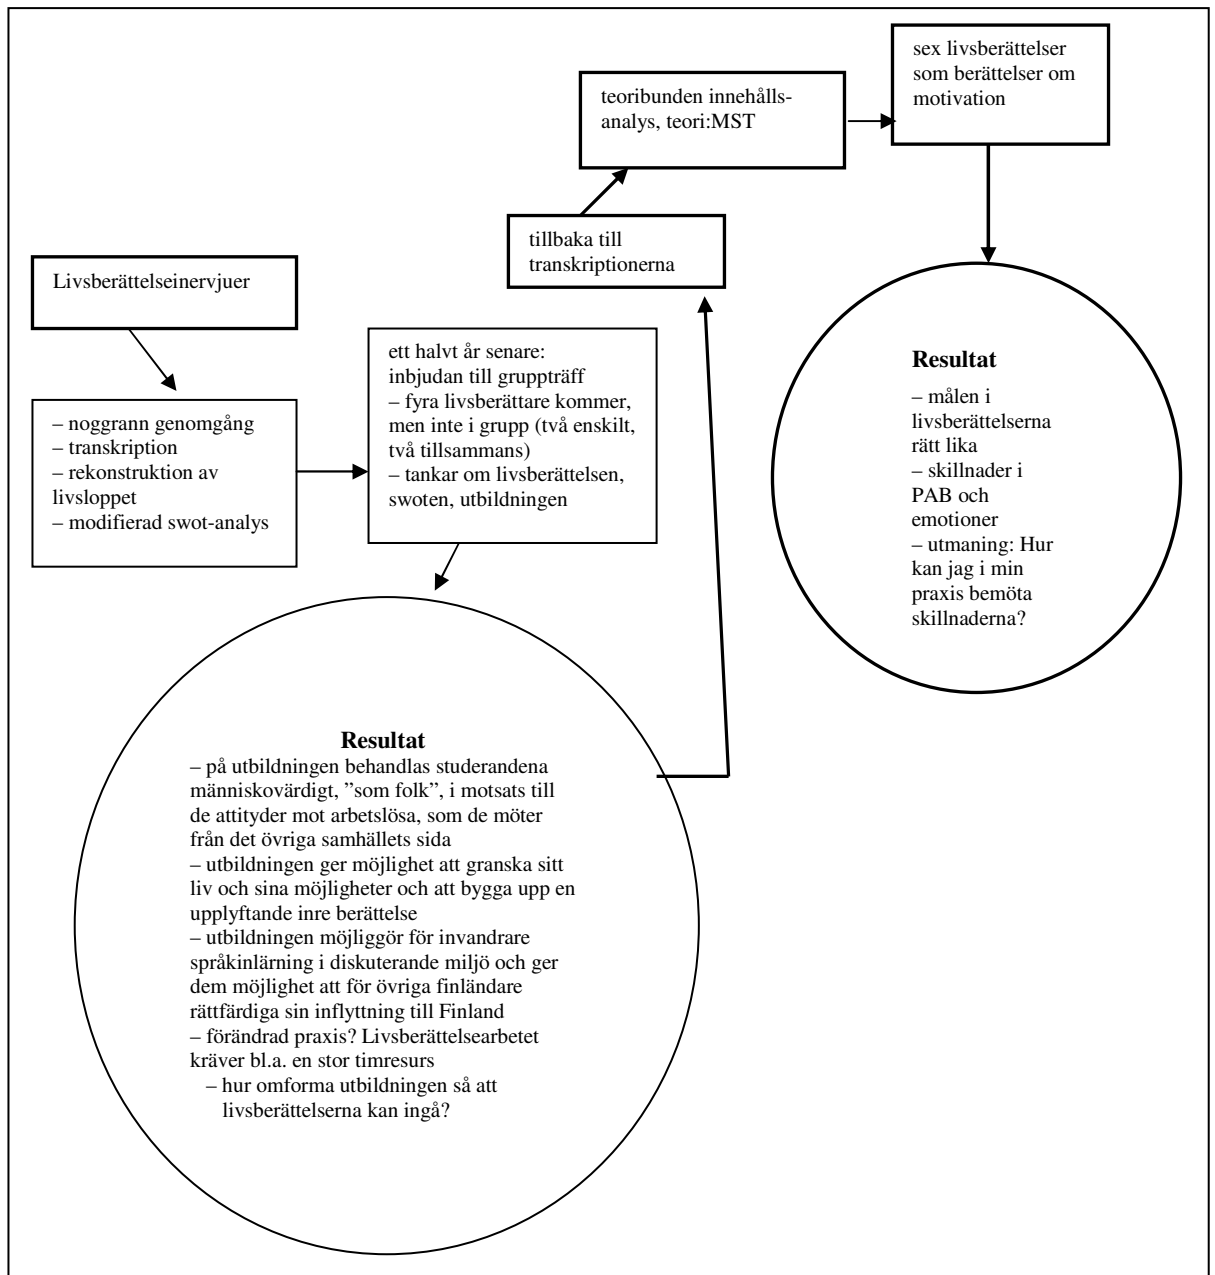 Livsberättelseinervjuer
– noggrann genomgång
– transkription
– rekonstruktion av
livsloppet
– modifierad swot-analys
ett halvt år senare:
inbjudan till gruppträff
– fyra livsberättare kommer,
men inte i grupp (två enskilt,
två tillsammans)
– tankar om livsberättelsen,
swoten, utbildningen
Resultat
– på utbildningen behandlas studerandena
människovärdigt, ”som folk”, i motsats till
de attityder mot arbetslösa, som de möter
från det övriga samhällets sida
– utbildningen ger möjlighet att granska sitt
liv och sina möjligheter och att bygga upp en
upplyftande inre berättelse
– utbildningen möjliggör för invandrare
språkinlärning i diskuterande miljö och ger
dem möjlighet att för övriga finländare
rättfärdiga sin inflyttning till Finland
– förändrad praxis? Livsberättelsearbetet
kräver bl.a. en stor timresurs
– hur omforma utbildningen så att
livsberättelserna kan ingå?
tillbaka till
transkriptionerna
teoribunden innehålls-
analys, teori:MST
sex livsberättelser
som berättelser om
motivation
Resultat
– målen i
livsberättelserna
rätt lika
– skillnader i
PAB och
emotioner
– utmaning: Hur
kan jag i min
praxis bemöta
skillnaderna?